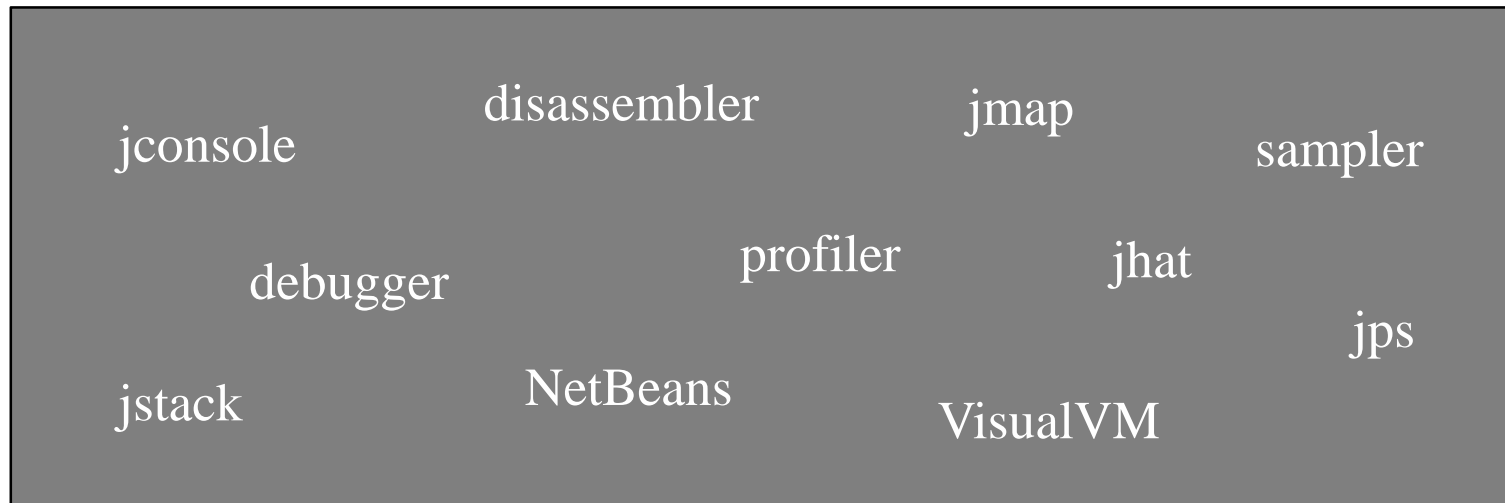 disassembler
jmap
jconsole
sampler
profiler
jhat
debugger
jps
NetBeans
jstack
VisualVM